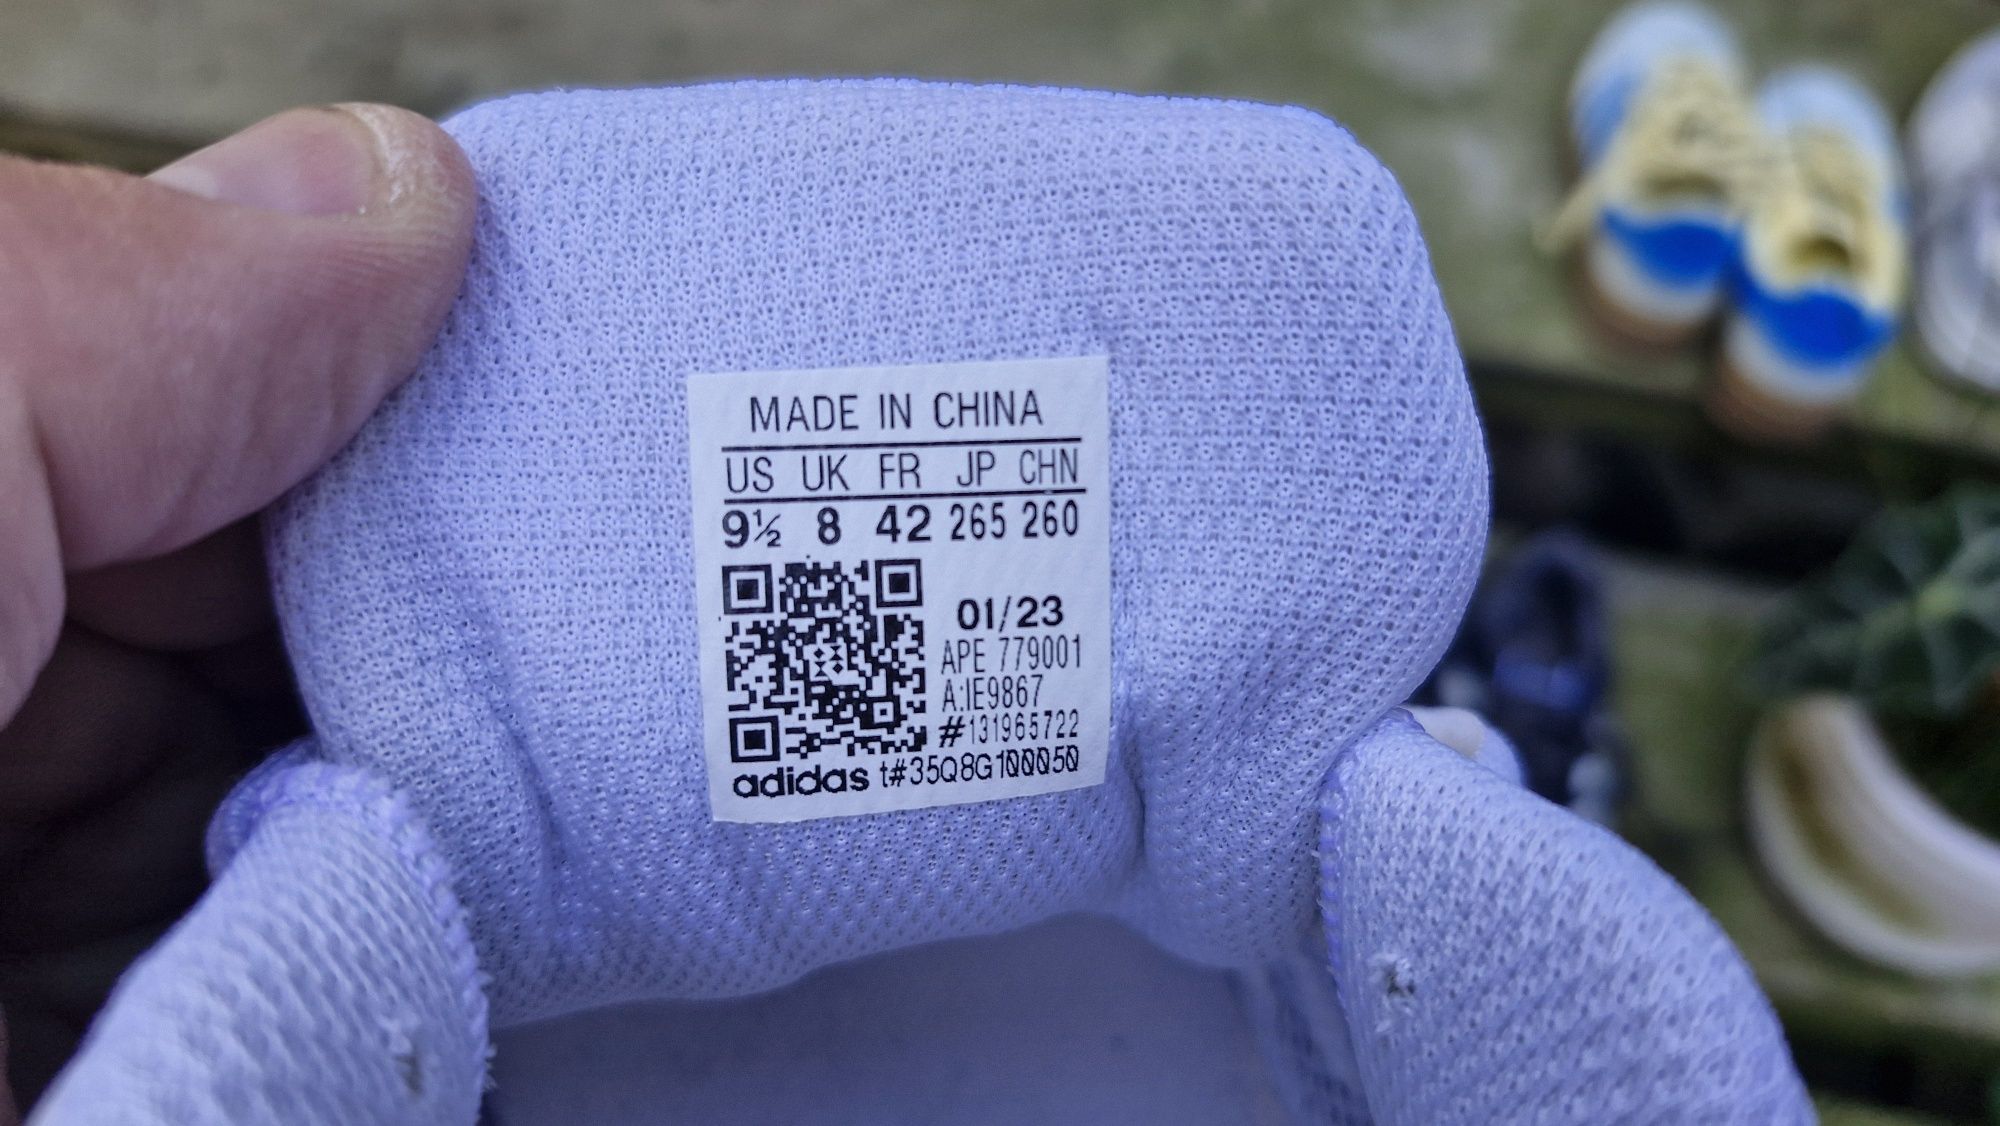 MADE IN CHINA
US UK FR JP CHN
9½ 8 42 265 260
01/23
APE 779001
A:IE9867
#131965722
adidas t#35Q8G100050